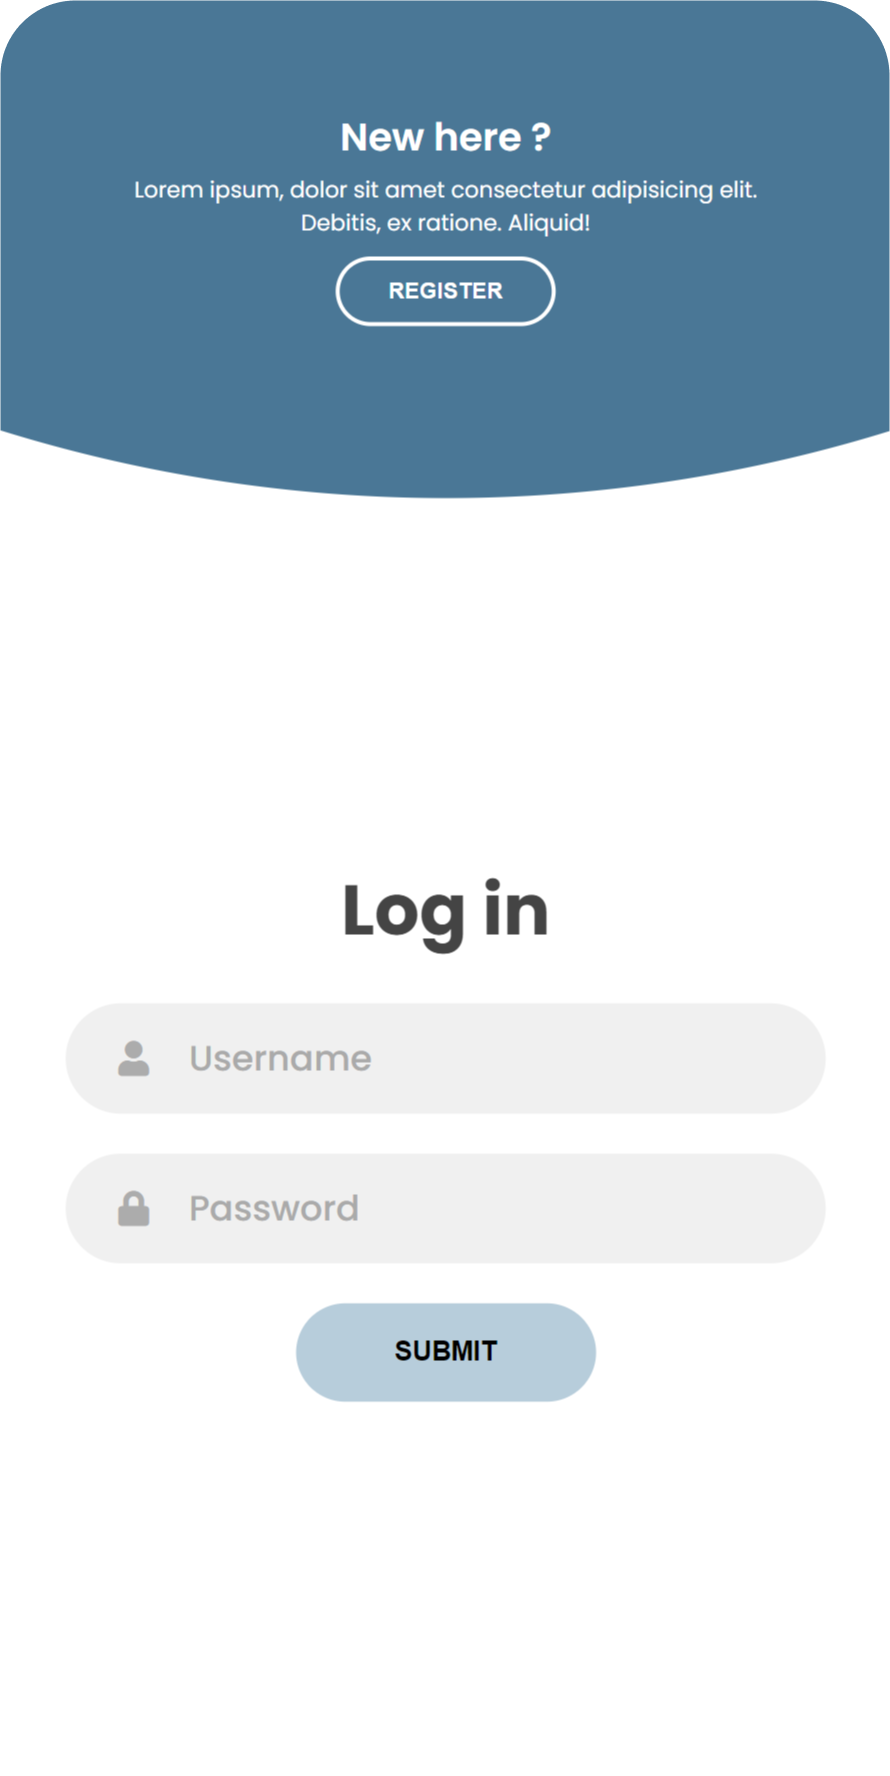 New here ?
Lorem ipsum, dolor sit amet consectetur adipisicing elit.
Debitis, ex ratione. Aliquid!
REGISTER
Log in
Username
Password
SUBMIT